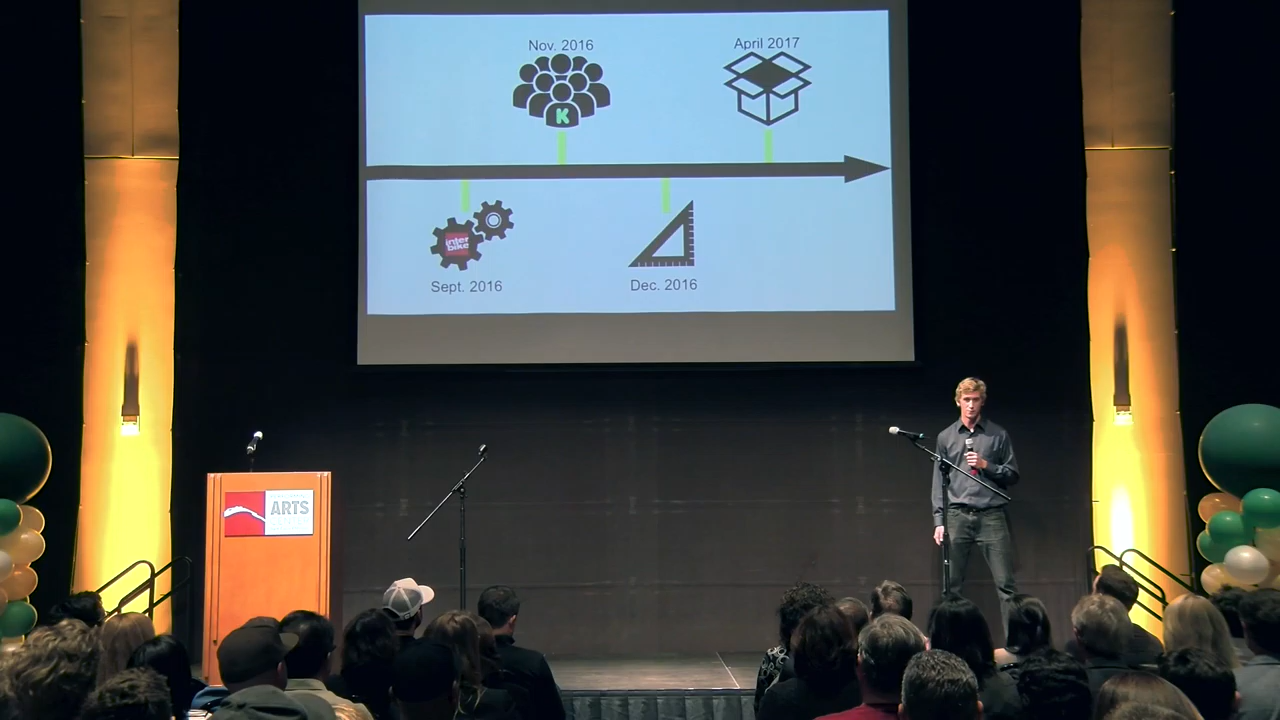 Nov. 2016
April 2017
K
inter
bike
Sept. 2016
Dec. 2016
ARTS